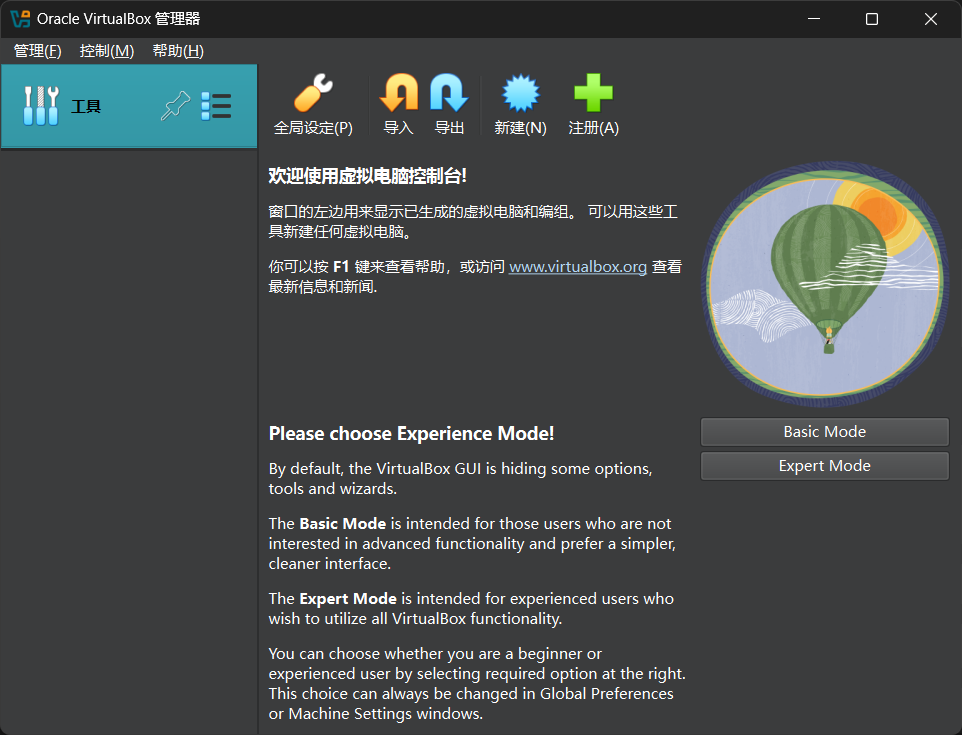 Oracle VirtualBox 管理器
管理(F) 控制(M) 帮助(H)
工具
全局设定(P) 导入 导出 新建(N) 注册(A)
欢迎使用虚拟电脑控制台!
窗口的左边用来显示已生成的虚拟电脑和编组。 可以用这些工
具新建任何虚拟电脑。
你可以按 F1 键来查看帮助，或访问 www.virtualbox.org 查看
最新信息和新闻.
Please choose Experience Mode!
By default, the VirtualBox GUI is hiding some options,
tools and wizards.
The Basic Mode is intended for those users who are not
interested in advanced functionality and prefer a simpler,
cleaner interface.
The Expert Mode is intended for experienced users who
wish to utilize all VirtualBox functionality.
You can choose whether you are a beginner or
experienced user by selecting required option at the right.
This choice can always be changed in Global Preferences
or Machine Settings windows.
Basic Mode
Expert Mode